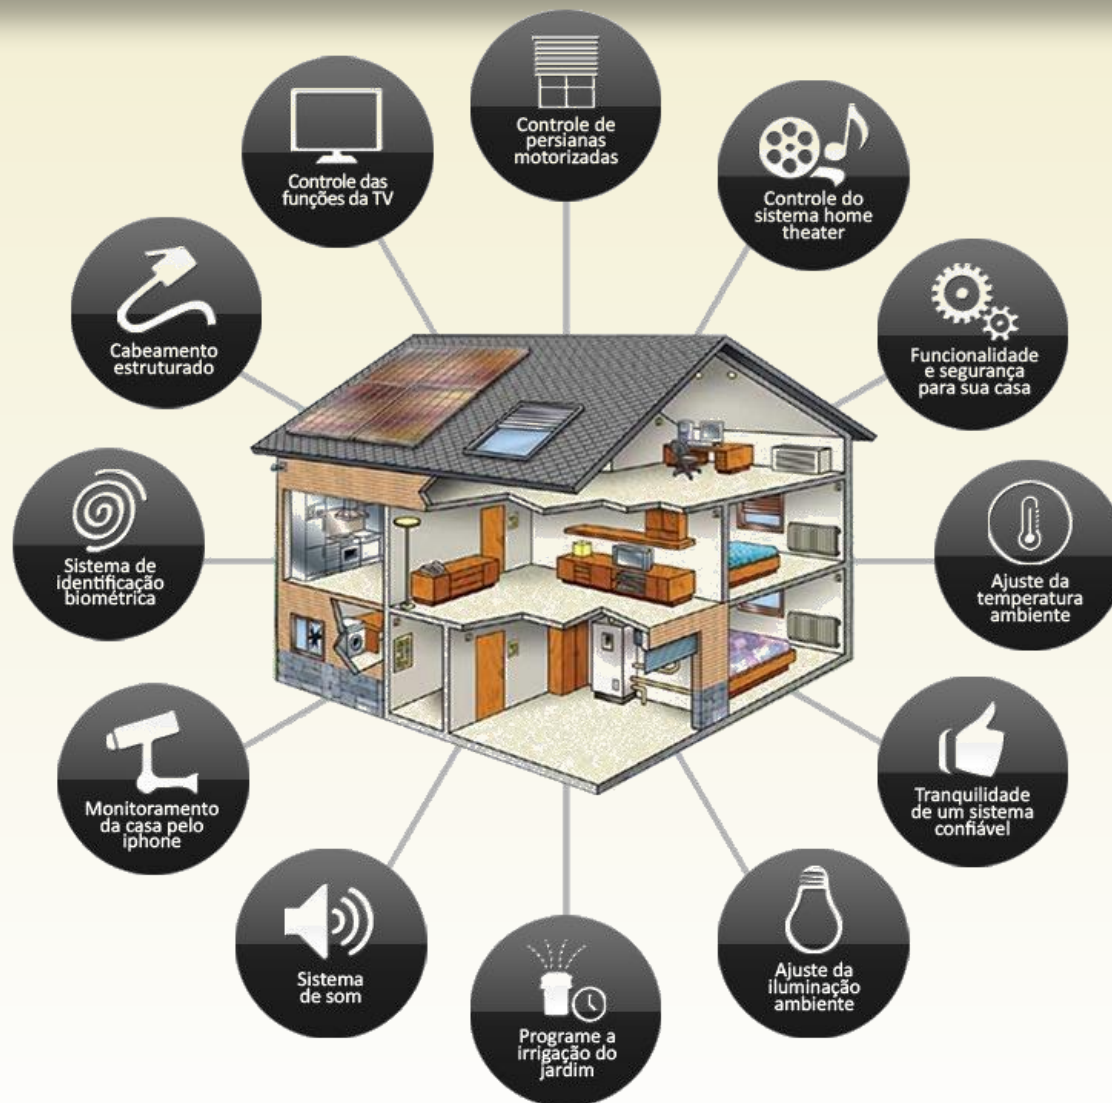 Controle de
persianas
motorizadas
Controle do
sistema home
theater
Funcionalidade
e segurança
para sua casa
Ajuste da
temperatura
ambiente
Tranquilidade
de um sistema
confiável
Ajuste da
iluminação
ambiente
Programe a
irrigação do
jardim
Sistema
de som
Monitoramento
da casa pelo
iphone
Sistema de
identificação
biométrica
Cabeamento
estruturado
Controle das
funções da TV